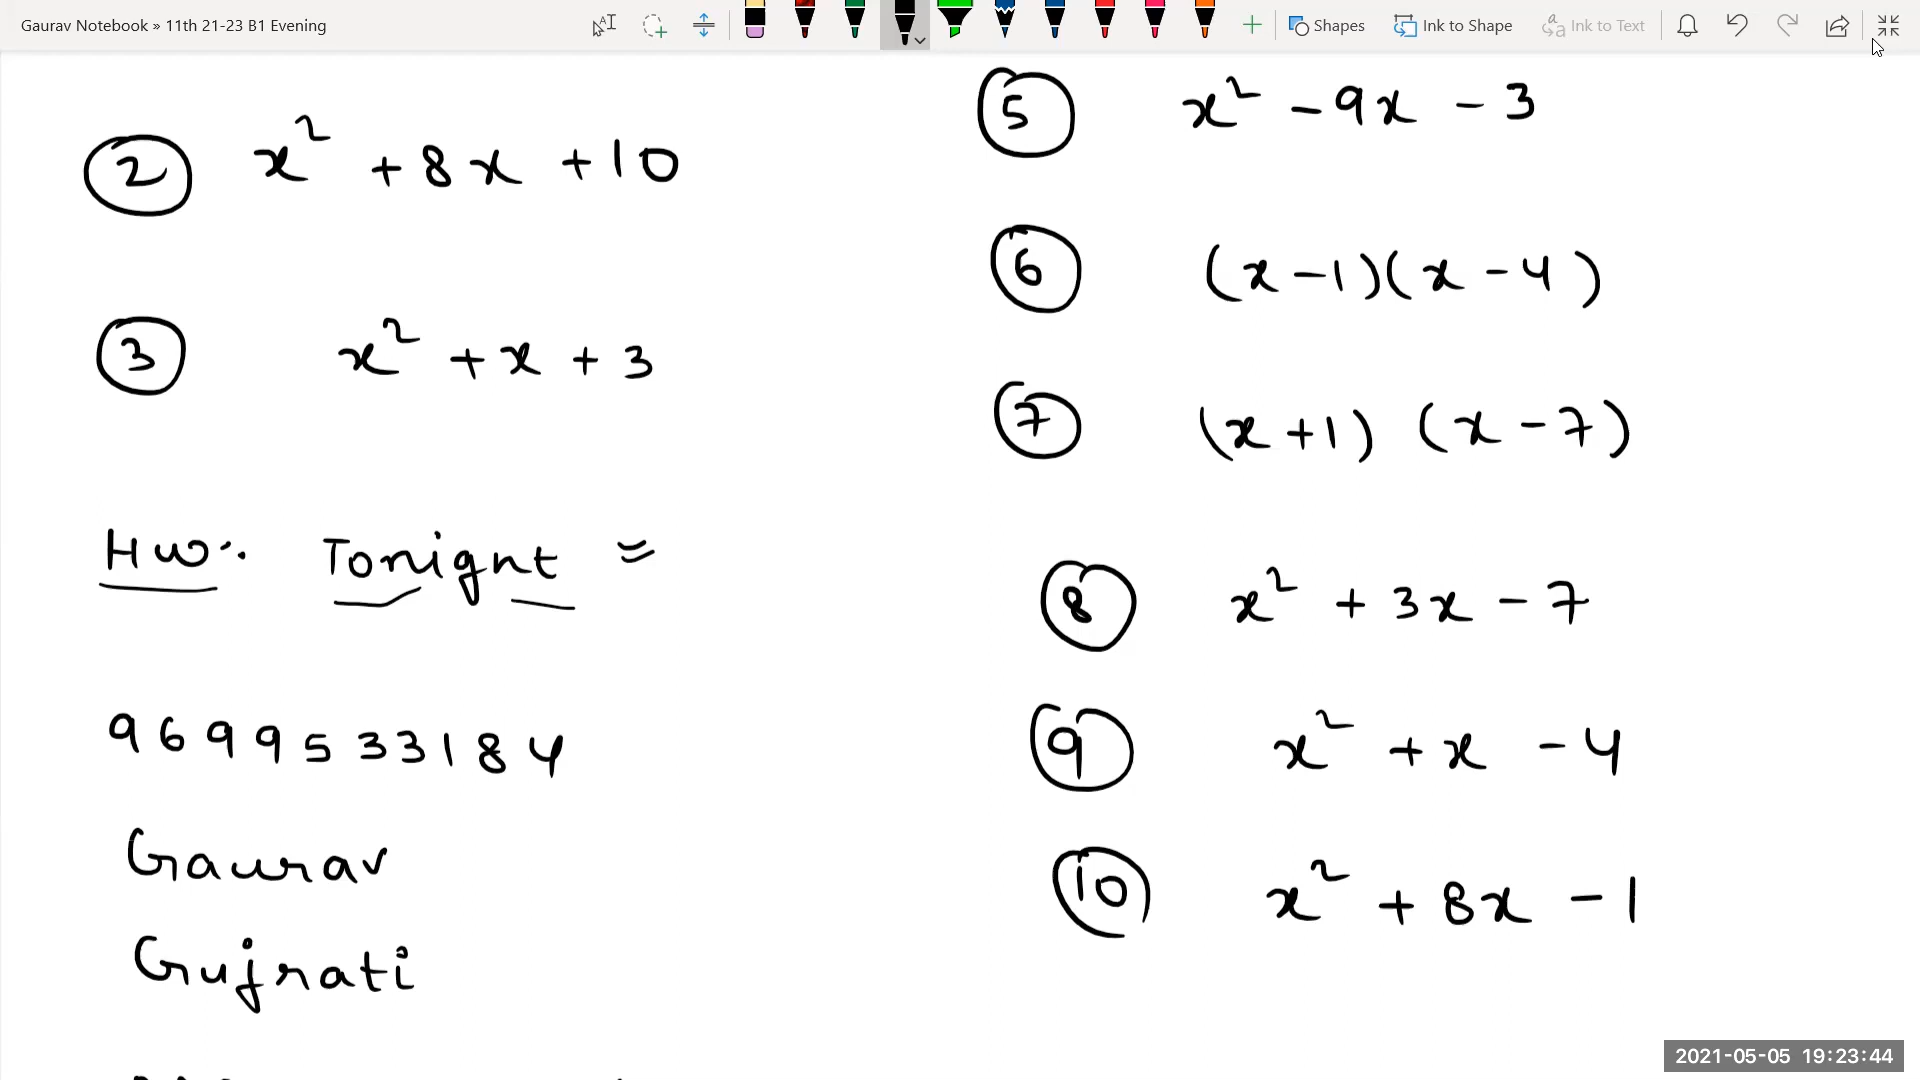 Gaurav Notebook » 11th 21-23 B1 Evening
Shapes
Ink to Shape
Ink to Text
2 x² + 8x + 10
3 x² + x + 3
HW:. Tonight =
9699533184
Gaurav
Gujrati
5 x² - 9x - 3
6 (x - 1)(x - 4)
7 (x + 1) (x - 7)
8 x² + 3x - 7
9 x² + x - 4
10 x² + 8x - 1
2021-05-05 19:23:44